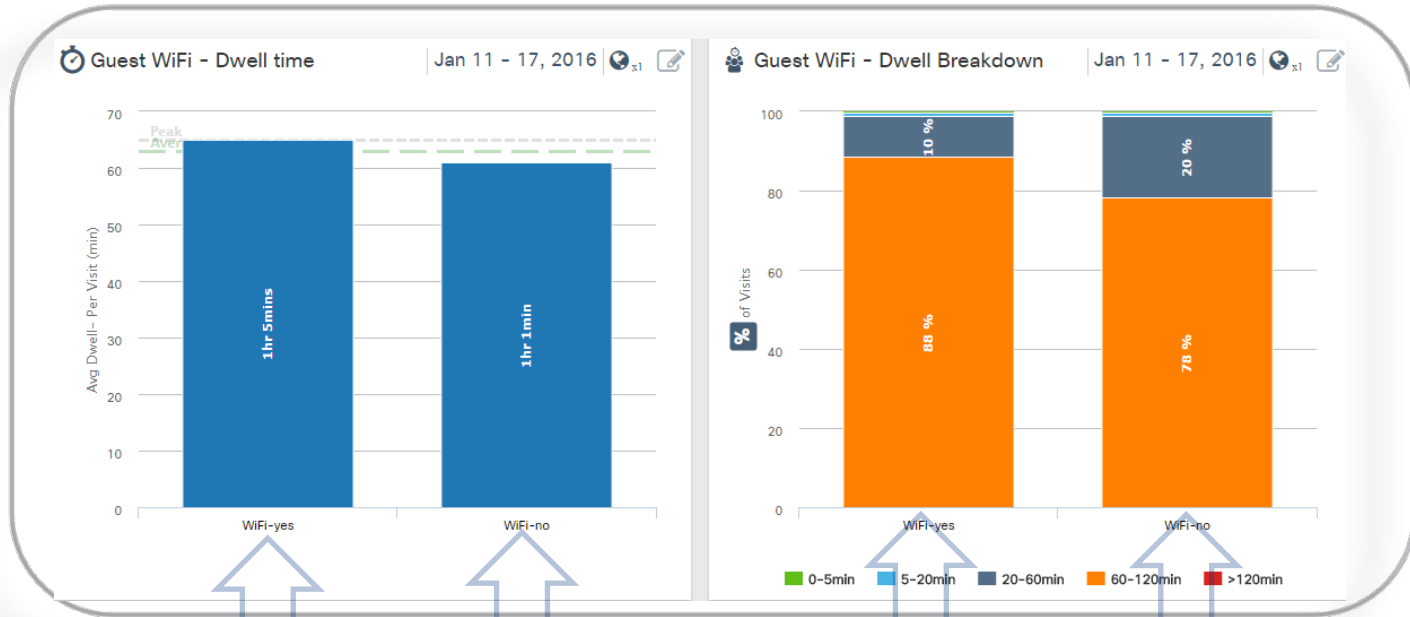 Guest WiFi - Dwell time
Jan 11 - 17, 2016
x1
70
60
50
40
30
20
10
0
Avg Dwell- Per Visit (min)
Peak
Aver
1hr 5mins
1hr 1min
WiFi-yes
WiFi-no
Guest WiFi - Dwell Breakdown
Jan 11 - 17, 2016
x1
100
80
60
40
20
0
% of Visits
10 %
88 %
20 %
78 %
WiFi-yes
WiFi-no
0-5min
5-20min
20-60min
60-120min
>120min